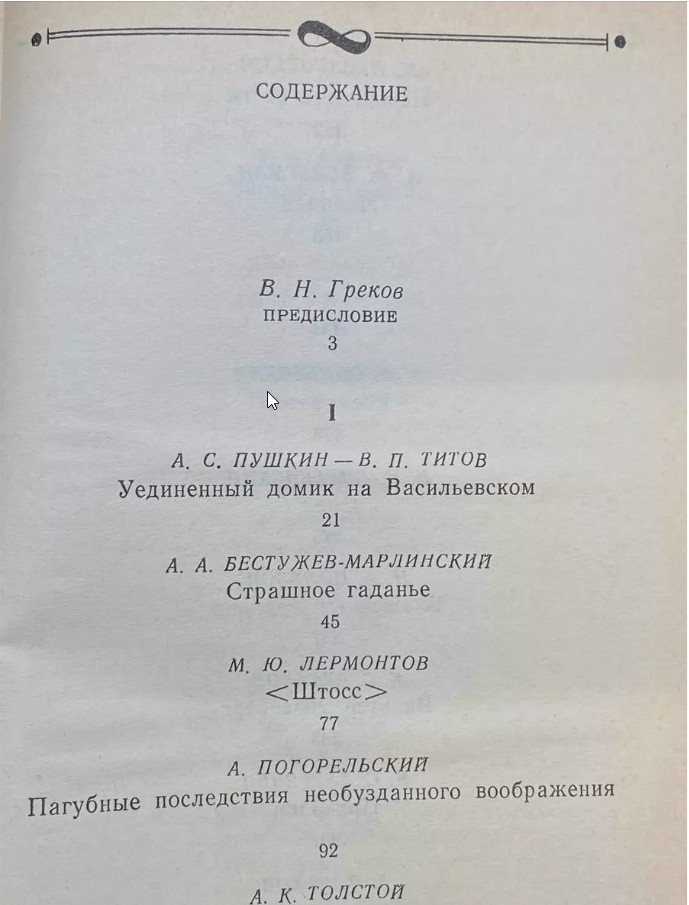 СОДЕРЖАНИЕ
В. Н. Греков
ПРЕДИСЛОВИЕ
3
I
А. С. ПУШКИН — В. П. ТИТОВ
Уединенный домик на Васильевском
21
А. А. БЕСТУЖЕВ-МАРЛИНСКИЙ
Страшное гаданье
45
М. Ю. ЛЕРМОНТОВ
<Штосс>
77
А. ПОГОРЕЛЬСКИЙ
Пагубные последствия необузданного воображения
92
А. К. ТОЛСТОЙ